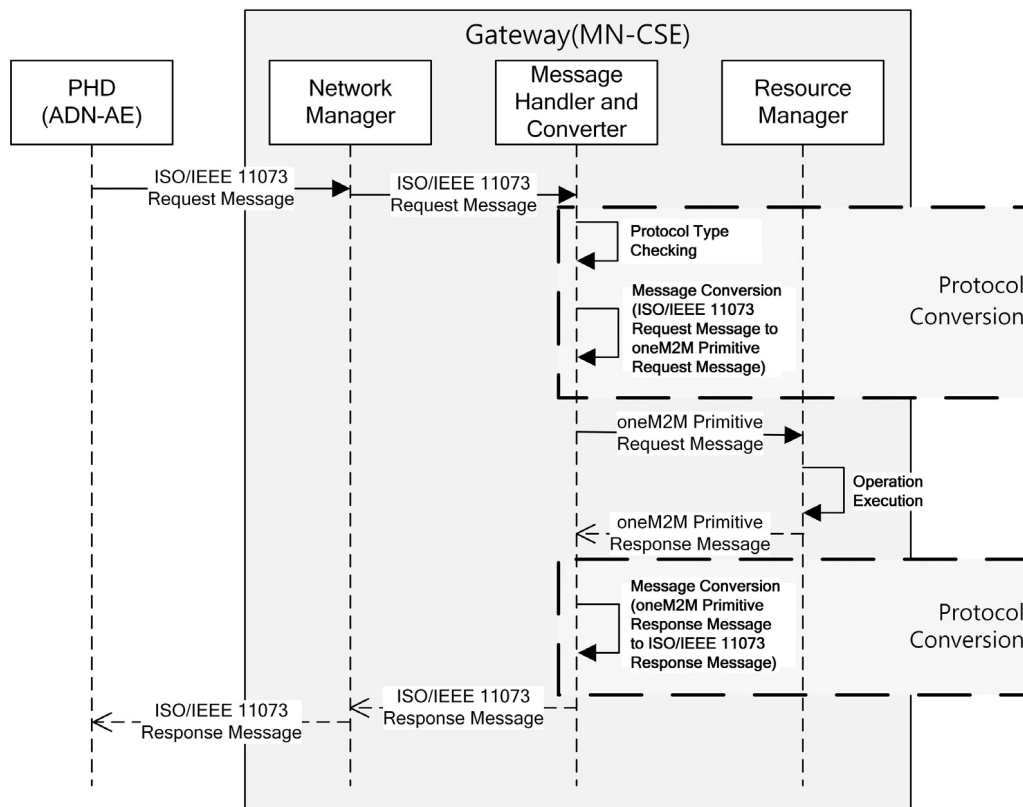 Gateway(MN-CSE)
PHD
(ADN-AE)
Network
Manager
Message
Handler and
Converter
Resource
Manager
ISO/IEEE 11073
Request Message
ISO/IEEE 11073
Request Message
Protocol Type
Checking
Message Conversion
(ISO/IEEE 11073
Request Message to
oneM2M Primitive
Request Message)
Protocol
Conversion
oneM2M Primitive
Request Message
Operation
Execution
oneM2M Primitive
Response Message
Message Conversion
(oneM2M Primitive
Response Message
to ISO/IEEE 11073
Response Message)
Protocol
Conversion
ISO/IEEE 11073
Response Message
ISO/IEEE 11073
Response Message